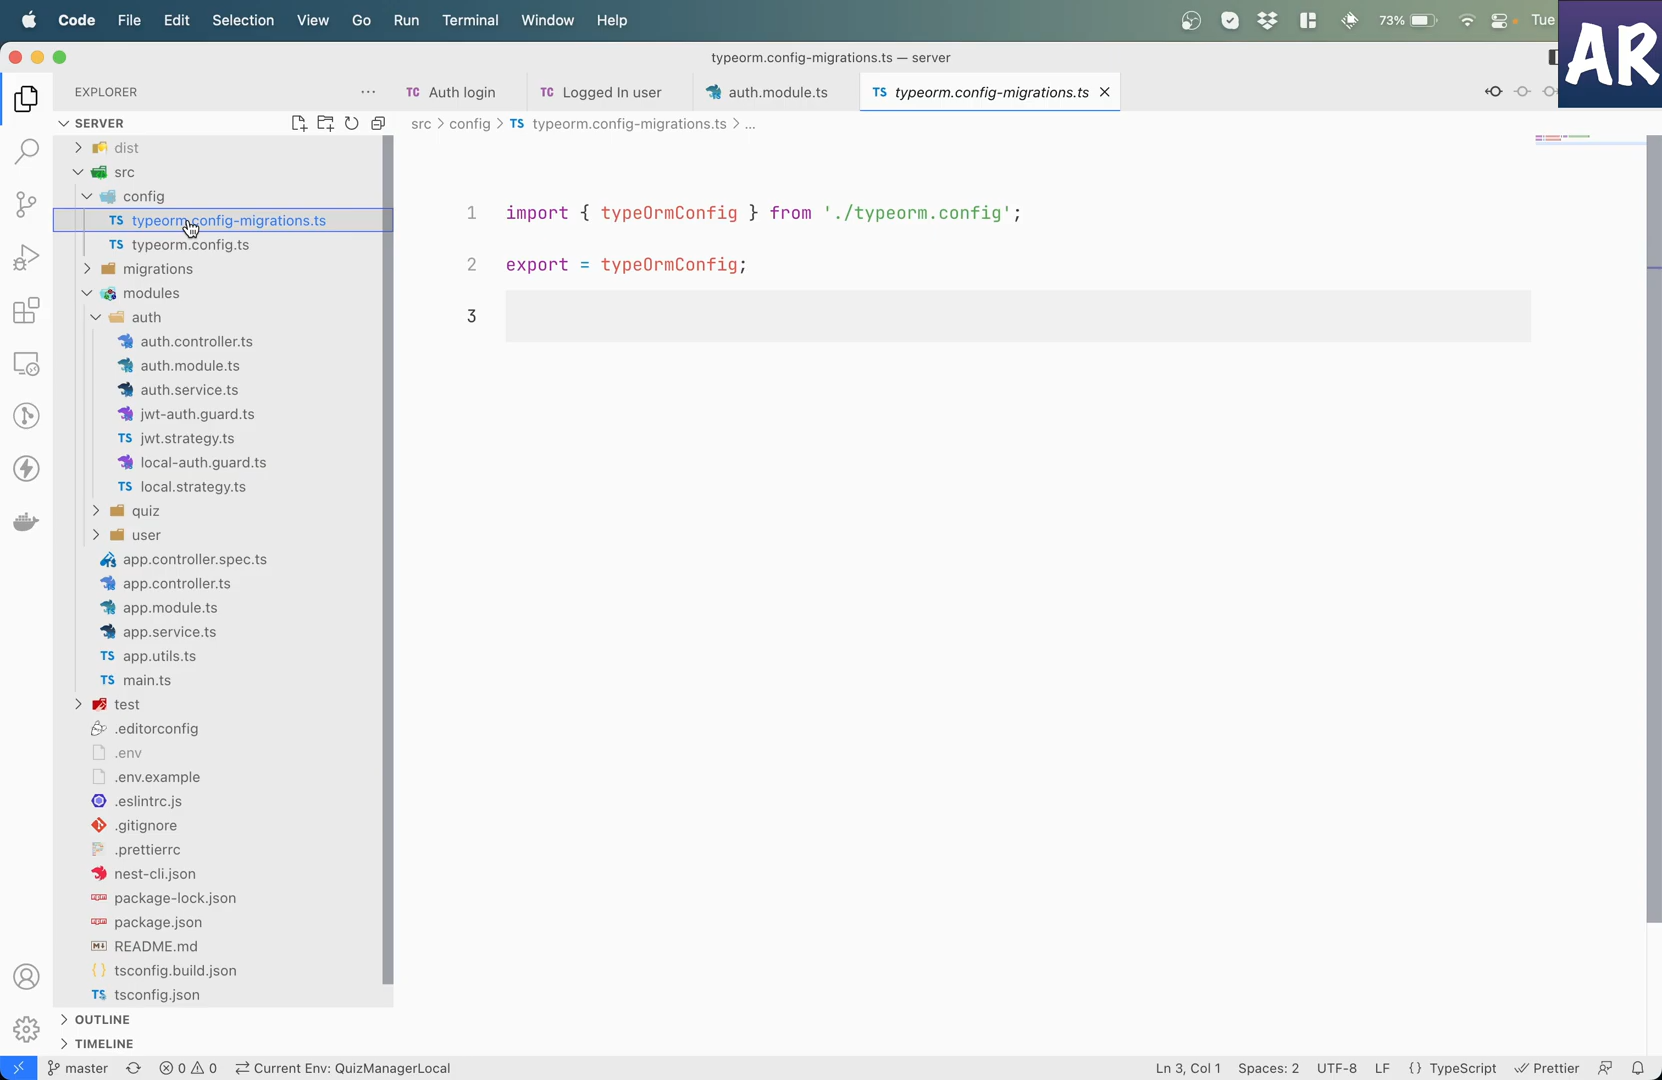 Code File Edit Selection View Go Run Terminal Window Help
73% Tue
AR
typeorm.config-migrations.ts — server
EXPLORER
TC Auth login
TC Logged In user
auth.module.ts
TS typeorm.config-migrations.ts
SERVER
src > config > TS typeorm.config-migrations.ts > ...
dist
src
config
TS typeorm.config-migrations.ts
TS typeorm.config.ts
migrations
modules
auth
auth.controller.ts
auth.module.ts
auth.service.ts
jwt-auth.guard.ts
TS jwt.strategy.ts
local-auth.guard.ts
TS local.strategy.ts
quiz
user
app.controller.spec.ts
app.controller.ts
app.module.ts
app.service.ts
TS app.utils.ts
TS main.ts
test
.editorconfig
.env
.env.example
.eslintrc.js
.gitignore
.prettierrc
nest-cli.json
package-lock.json
package.json
README.md
{} tsconfig.build.json
TS tsconfig.json
OUTLINE
TIMELINE
1 import { typeOrmConfig } from './typeorm.config';
2 export = typeOrmConfig;
3
master 0 0 Current Env: QuizManagerLocal Ln 3, Col 1 Spaces: 2 UTF-8 LF {} TypeScript Prettier